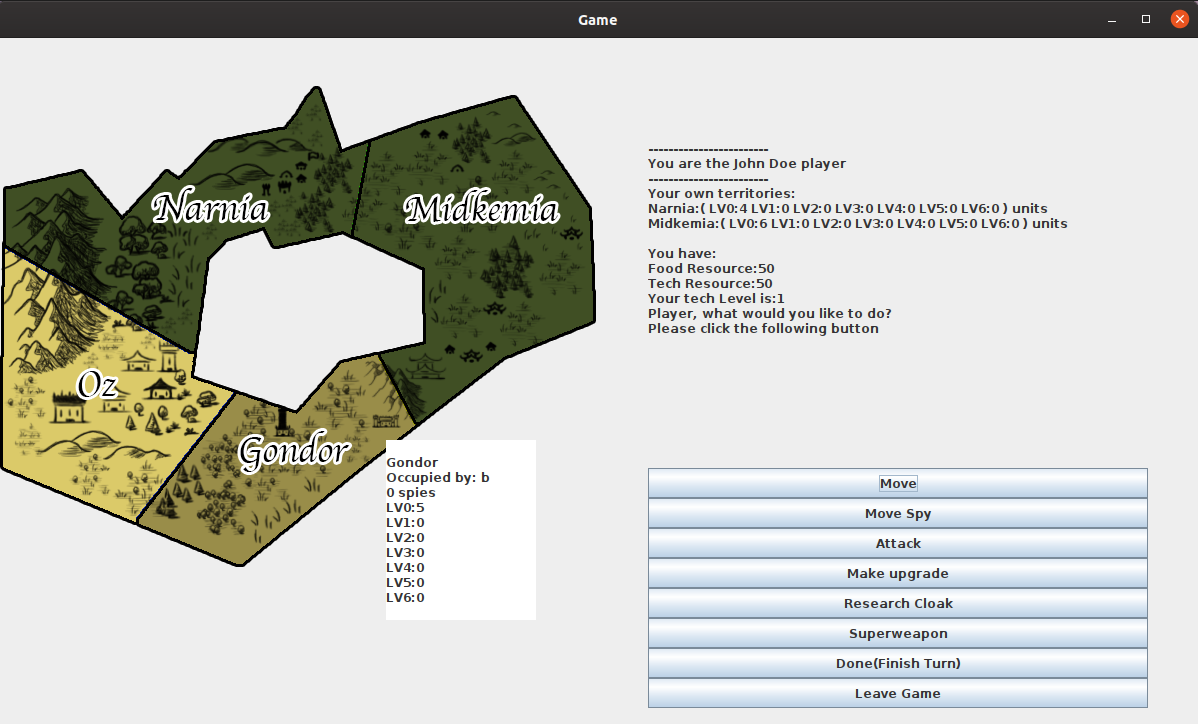 Game
Narnia
Midkemia
Oz
Gondor
Gondor
Occupied by: b
0 spies
LV0:5
LV1:0
LV2:0
LV3:0
LV4:0
LV5:0
LV6:0
------------------------
You are the John Doe player
------------------------
Your own territories:
Narnia:( LV0:4 LV1:0 LV2:0 LV3:0 LV4:0 LV5:0 LV6:0 ) units
Midkemia:( LV0:6 LV1:0 LV2:0 LV3:0 LV4:0 LV5:0 LV6:0 ) units
You have:
Food Resource:50
Tech Resource:50
Your tech Level is:1
Player, what would you like to do?
Please click the following button
Move
Move Spy
Attack
Make upgrade
Research Cloak
Superweapon
Done(Finish Turn)
Leave Game